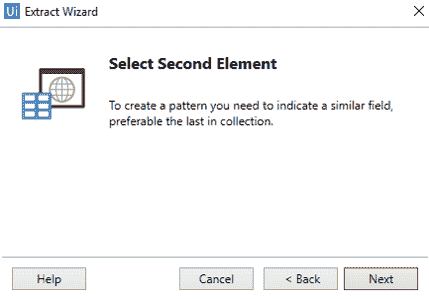 Ui Extract Wizard
Select Second Element
To create a pattern you need to indicate a similar field,
preferable the last in collection.
Help Cancel < Back Next